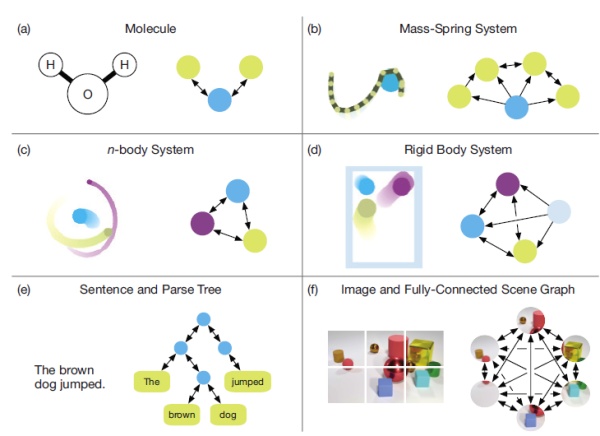 (a) Molecule
H H
O
(b) Mass-Spring System
(c) n-body System
(d) Rigid Body System
(e) Sentence and Parse Tree
The brown
dog jumped.
The jumped
brown dog
(f) Image and Fully-Connected Scene Graph